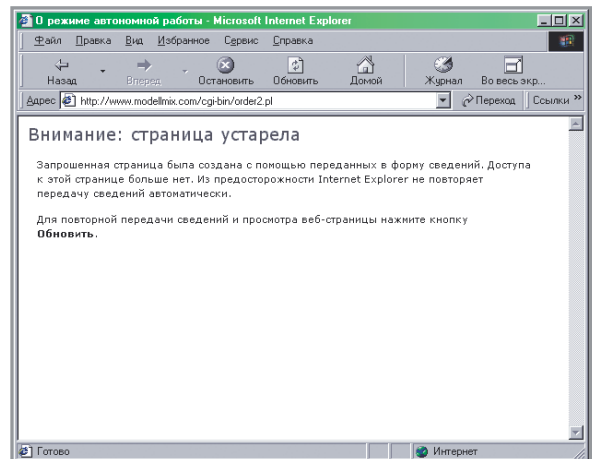 О режиме автономной работы - Microsoft Internet Explorer
Файл Правка Вид Избранное Сервис Справка
Назад Вперед Остановить Обновить Домой Журнал Во весь экр...
Адрес http://www.modellmix.com/cgi-bin/order2.pl Переход Ссылки »
Внимание: страница устарела
Запрошенная страница была создана с помощью переданных в форму сведений. Доступа
к этой странице больше нет. Из предосторожности Internet Explorer не повторяет
передачу сведений автоматически.
Для повторной передачи сведений и просмотра веб-страницы нажмите кнопку
Обновить.
Готово Интернет